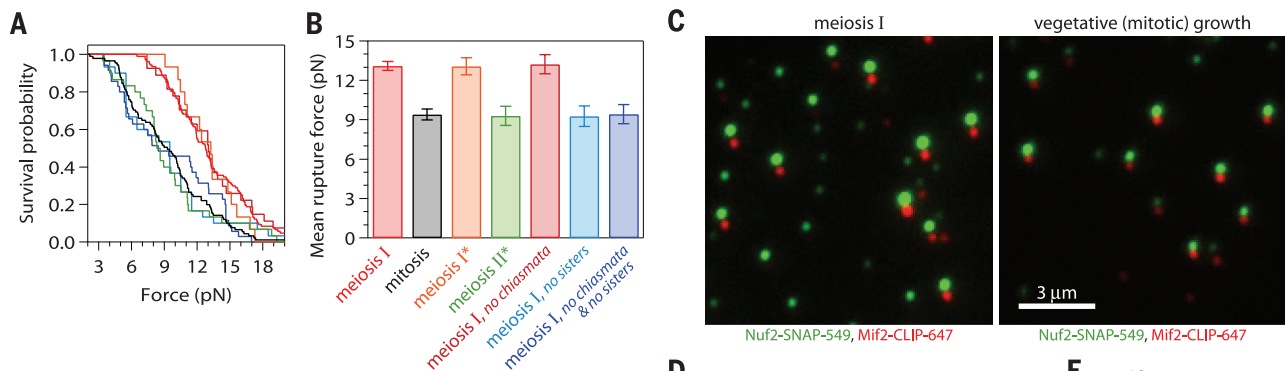 A
Survival probability
1.0
0.8
0.6
0.4
0.2
0.0
3 6 9 12 15 18
Force (pN)
B
Mean rupture force (pN)
15
12
9
6
3
0
meiosis I
mitosis
meiosis I*
meiosis II*
meiosis I, no chiasmata
meiosis I, no sisters
meiosis I, no chiasmata
& no sisters
C
meiosis I
vegetative (mitotic) growth
3 μm
Nuf2-SNAP-549, Mif2-CLIP-647
Nuf2-SNAP-549, Mif2-CLIP-647